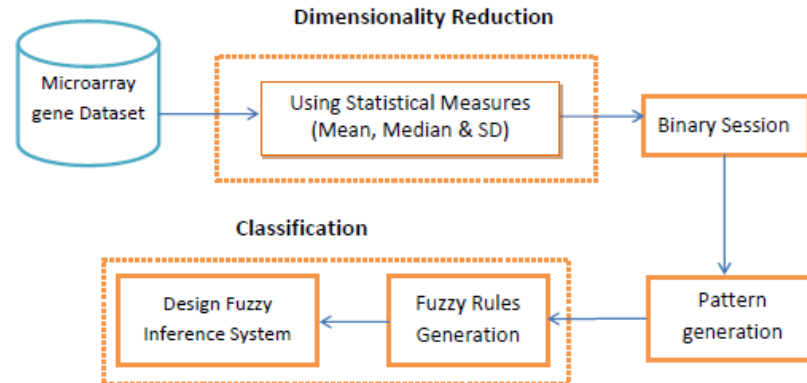 Dimensionality Reduction
Microarray
gene Dataset
Using Statistical Measures
(Mean, Median & SD)
Binary Session
Classification
Design Fuzzy
Inference System
Fuzzy Rules
Generation
Pattern
generation